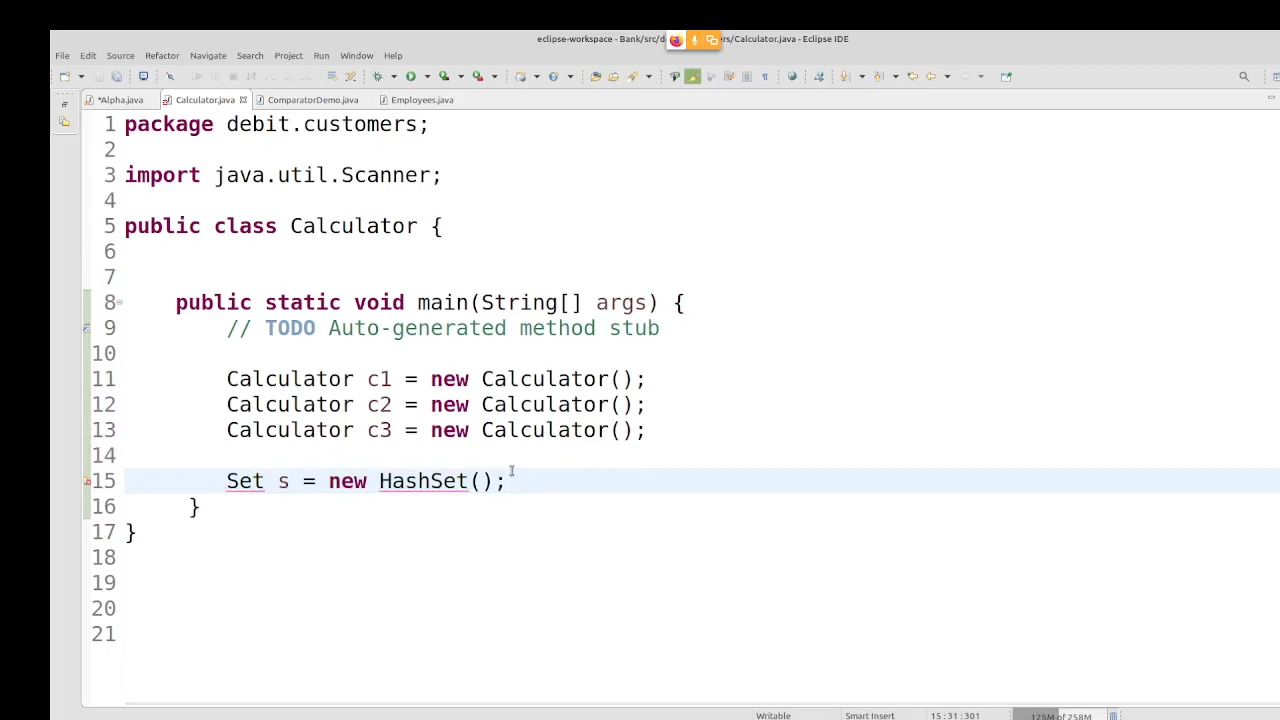 eclipse-workspace - Bank/src/d rs/Calculator.java - Eclipse IDE
File Edit Source Refactor Navigate Search Project Run Window Help
*Alpha.java Calculator.java ComparatorDemo.java Employees.java
1 package debit.customers;
2
3 import java.util.Scanner;
4
5 public class Calculator {
6
7
8 public static void main(String[] args) {
9 // TODO Auto-generated method stub
10
11 Calculator c1 = new Calculator();
12 Calculator c2 = new Calculator();
13 Calculator c3 = new Calculator();
14
15 Set s = new HashSet();
16 }
17 }
18
19
20
21
Writable Smart Insert 15:31:301 125M of 258M